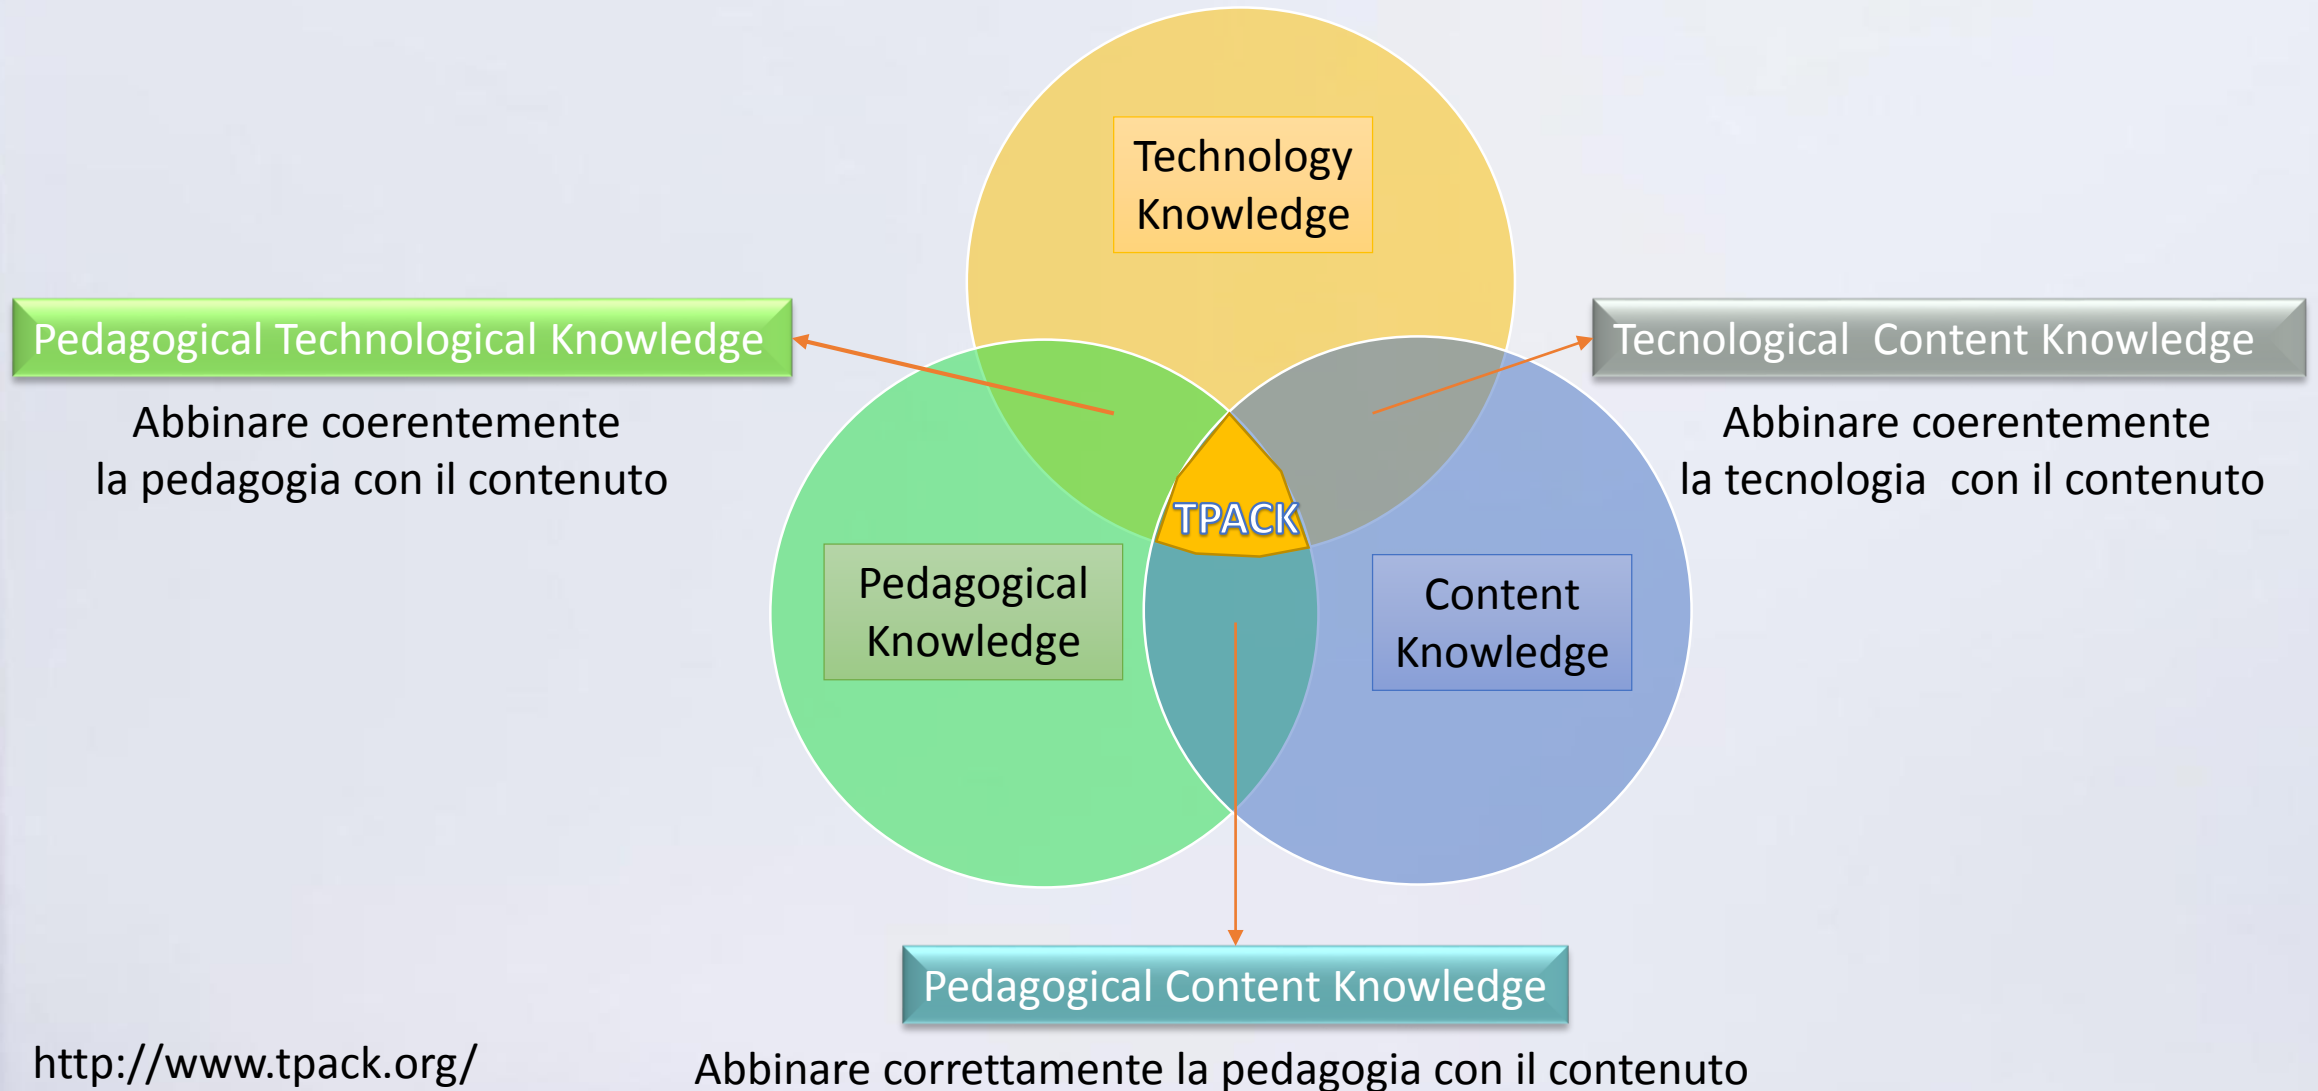 Technology
Knowledge
Pedagogical Technological Knowledge
Abbinare coerentemente
la pedagogia con il contenuto
Tecnological  Content Knowledge
Abbinare coerentemente
la tecnologia  con il contenuto
TPACK
Pedagogical
Knowledge
Content
Knowledge
Pedagogical Content Knowledge
Abbinare correttamente la pedagogia con il contenuto
http://www.tpack.org/